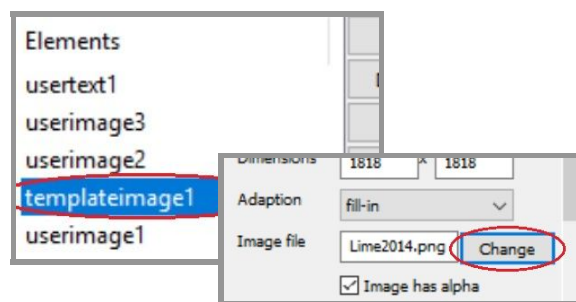 Elements
usertext1
userimage3
userimage2
templateimage1
userimage1
Dimensions 1818 x 1818
Adaption fill-in
Image file Lime2014.png Change
Image has alpha